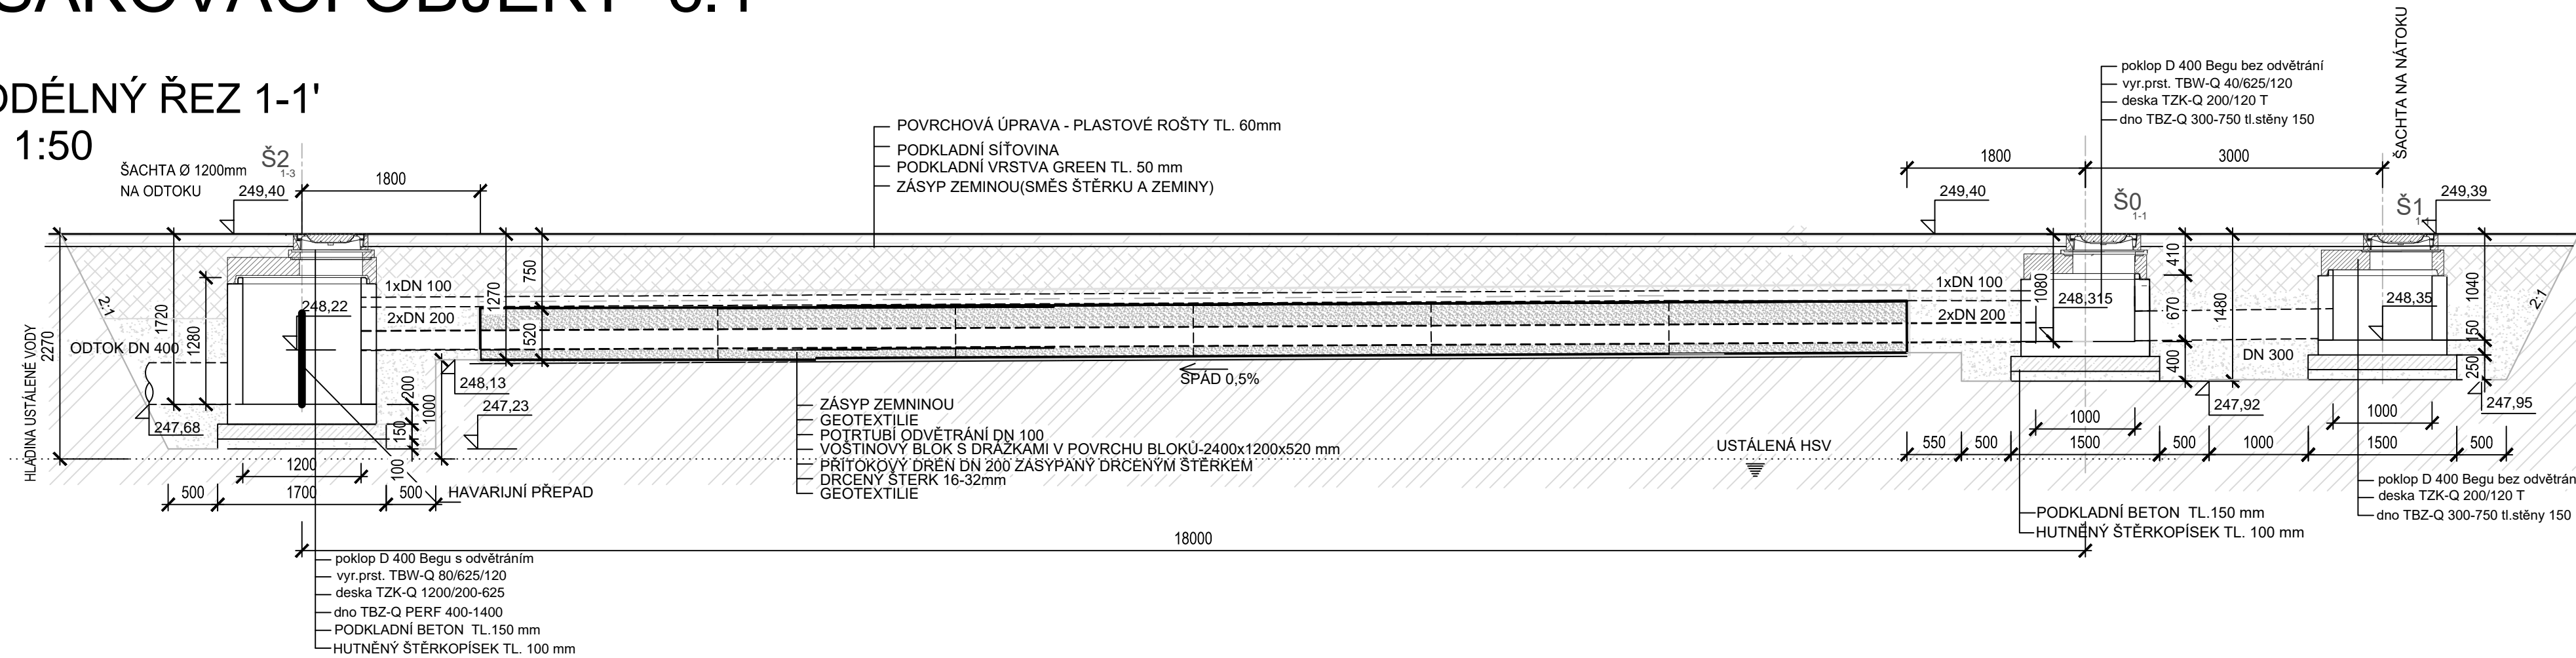 ODÉLNÝ ŘEZ 1-1'
1:50
ŠACHTA Ø 1200mm
NA ODTOKU
Š2
1-3
249,40
1800
POVRCHOVÁ ÚPRAVA - PLASTOVÉ ROŠTY TL. 60mm
PODKLADNÍ SÍŤOVINA
PODKLADNÍ VRSTVA GREEN TL. 50 mm
ZÁSYP ZEMINOU(SMĚS ŠTĚRKU A ZEMINY)
poklop D 400 Begu bez odvětrání
vyr.prst. TBW-Q 40/625/120
deska TZK-Q 200/120 T
dno TBZ-Q 300-750 tl.stěny 150
ŠACHTA NA NÁTOKU
1800
3000
249,40
Š0
1-1
Š1
249,39
2:1
1720
1280
248,22
1xDN 100
2xDN 200
750
1270
520
ODTOK DN 400
HLADINA USTÁLENÉ VODY
2270
247,68
200
150
100
1000
248,13
247,23
SPÁD 0,5%
1xDN 100
2xDN 200
1080
248,315
410
670
400
1480
DN 300
248,35
1040
150
250
2:1
247,92
247,95
ZÁSYP ZEMNINOU
GEOTEXTILIE
POTRTUBÍ ODVĚTRÁNÍ DN 100
VOŠTINOVÝ BLOK S DRÁŽKAMI V POVRCHU BLOKŮ-2400x1200x520 mm
PŘÍTOKOVÝ DRÉN DN 200 ZASYPANÝ DRCENÝM ŠTĚRKEM
DRCENÝ ŠTERK 16-32mm
GEOTEXTILIE
USTÁLENÁ HSV
1200
500
1700
500
HAVARIJNÍ PŘEPAD
1000
1000
550
500
1500
500
1000
1500
500
18000
PODKLADNÍ BETON TL.150 mm
HUTNĚNÝ ŠTĚRKOPÍSEK TL. 100 mm
poklop D 400 Begu bez odvětrán
deska TZK-Q 200/120 T
dno TBZ-Q 300-750 tl.stěny 150
poklop D 400 Begu s odvětráním
vyr.prst. TBW-Q 80/625/120
deska TZK-Q 1200/200-625
dno TBZ-Q PERF 400-1400
PODKLADNÍ BETON TL.150 mm
HUTNĚNÝ ŠTĚRKOPÍSEK TL. 100 mm